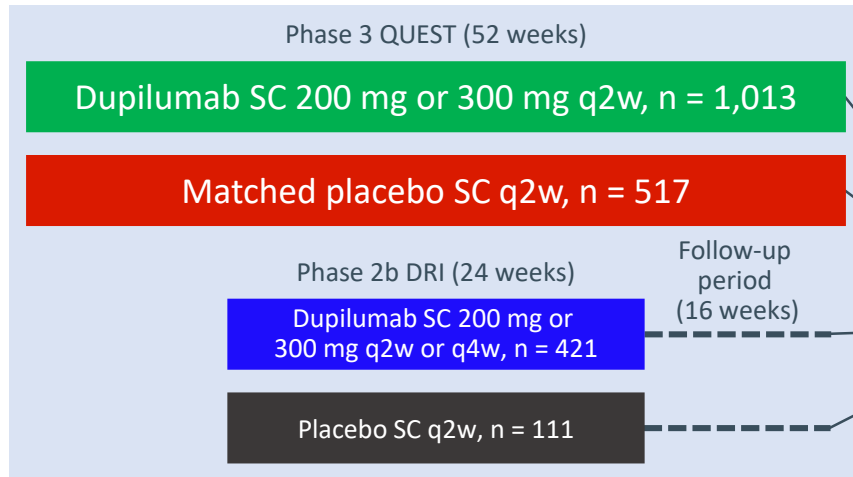 Phase 3 QUEST (52 weeks)
Dupilumab SC 200 mg or 300 mg q2w, n = 1,013
Matched placebo SC q2w, n = 517
Phase 2b DRI (24 weeks)
Follow-up
period
(16 weeks)
Dupilumab SC 200 mg or
300 mg q2w or q4w, n = 421
Placebo SC q2w, n = 111